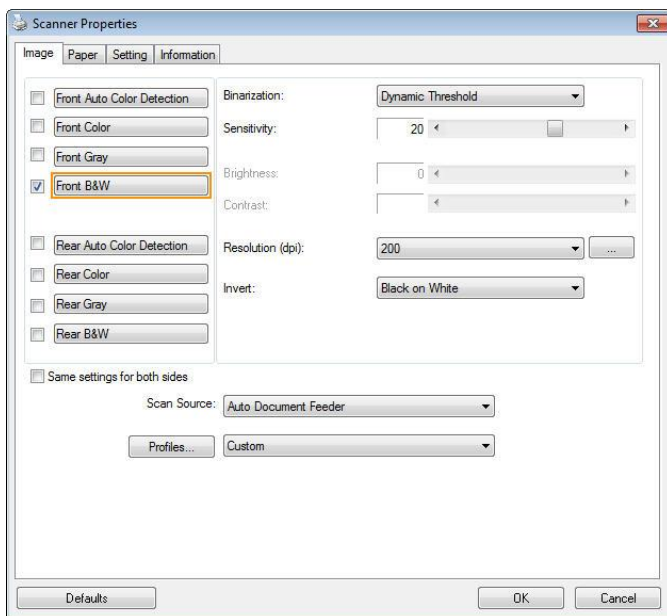 Scanner Properties
Image Paper Setting Information
Front Auto Color Detection
Front Color
Front Gray
Front B&W
Rear Auto Color Detection
Rear Color
Rear Gray
Rear B&W
Binarization: Dynamic Threshold
Sensitivity: 20
Brightness: 0
Contrast:
Resolution (dpi): 200 ...
Invert: Black on White
Same settings for both sides
Scan Source: Auto Document Feeder
Profiles... Custom
Defaults OK Cancel